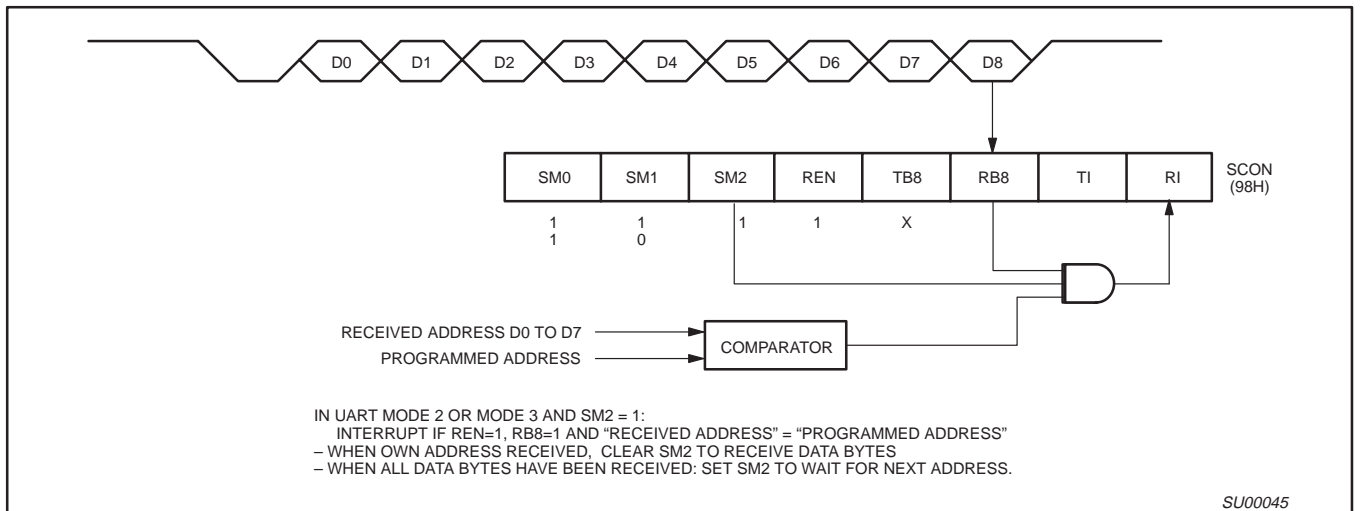 D0 D1 D2 D3 D4 D5 D6 D7 D8
SM0 SM1 SM2 REN TB8 RB8 TI RI
SCON
(98H)
1 1 1 1 X
1 0
RECEIVED ADDRESS D0 TO D7
PROGRAMMED ADDRESS
COMPARATOR
IN UART MODE 2 OR MODE 3 AND SM2 = 1:
INTERRUPT IF REN=1, RB8=1 AND “RECEIVED ADDRESS” = “PROGRAMMED ADDRESS”
– WHEN OWN ADDRESS RECEIVED, CLEAR SM2 TO RECEIVE DATA BYTES
– WHEN ALL DATA BYTES HAVE BEEN RECEIVED: SET SM2 TO WAIT FOR NEXT ADDRESS.
SU00045